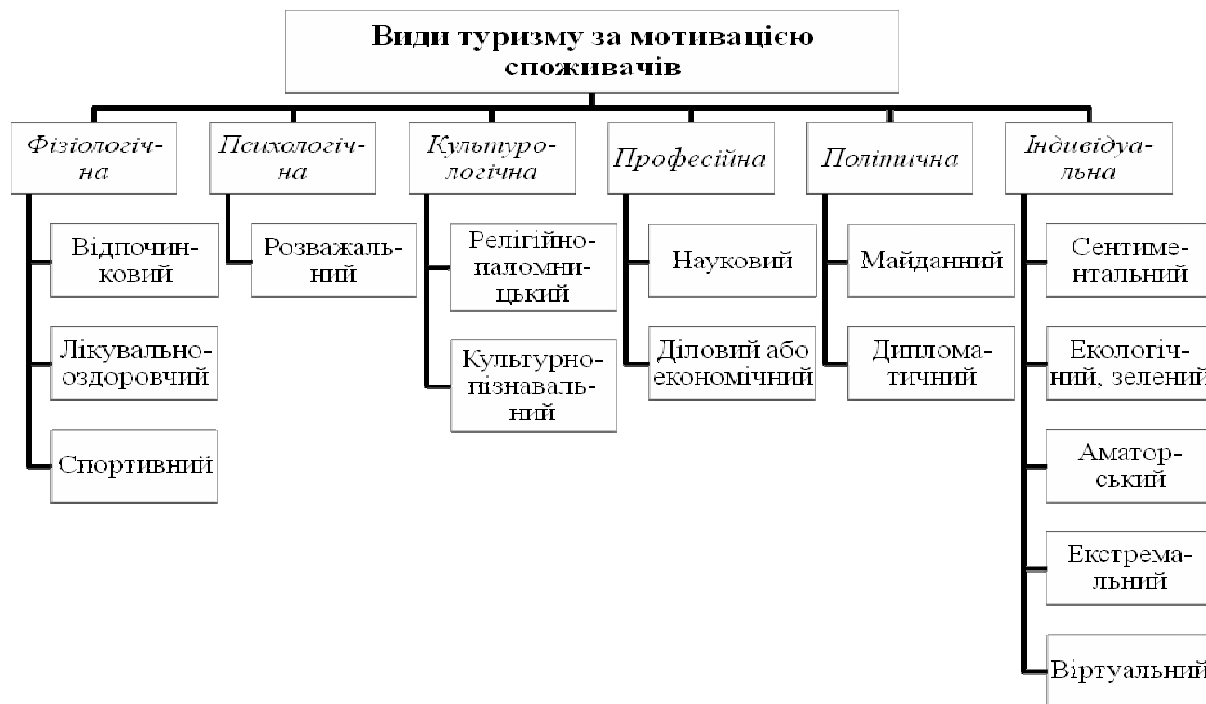 Види туризму за мотивацією
споживачів
Фізіологіч-
на
Психологіч-
на
Культуро-
логічна
Професійна
Політична
Індивідуа-
льна
Відпочин-
ковий
Лікувально-
оздоровчий
Спортивний
Розважаль-
ний
Релігійно-
паломни-
цький
Культурно-
пізнаваль-
ний
Науковий
Діловий або
економічний
Майданний
Диплома-
тичний
Сентиме-
нтальний
Екологіч-
ний, зелений
Аматор-
ський
Екстрема-
льний
Віртуальний